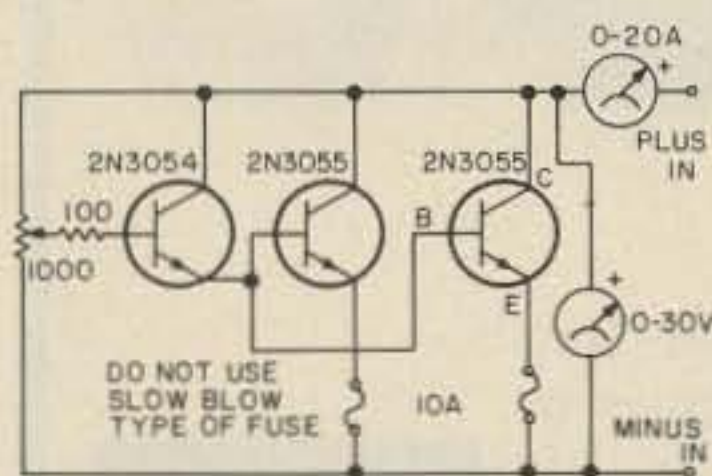 0-20A
+
PLUS
IN
2N3054
2N3055
2N3055
C
100
B
1000
E
+
0-30V
DO NOT USE
SLOW BLOW
TYPE OF FUSE
10A
MINUS
IN